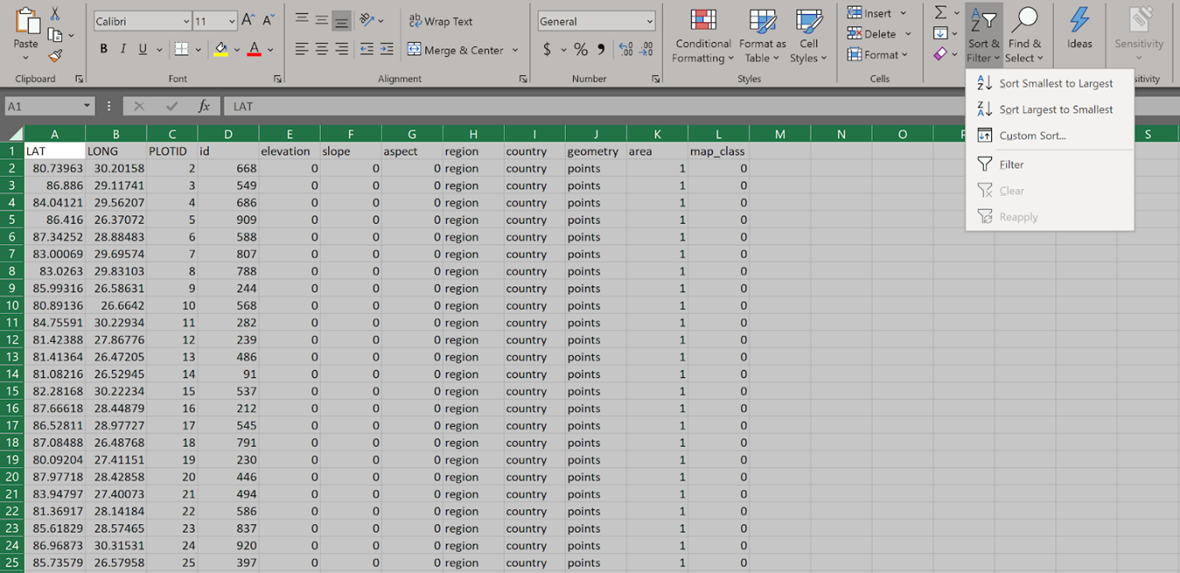 Calibri 11 A^ A˅ ab Wrap Text General Insert Σ
Paste B I U A Merge & Center $ % , Conditional Formatting Format as Table Cell Styles Delete Sort & Filter Find & Select Ideas Sensitivity
Format
Clipboard Font Alignment Number Styles Cells sitivity
Sort Smallest to Largest
Sort Largest to Smallest
Custom Sort...
Filter
Clear
Reapply
A1 fx LAT
A B C D E F G H I J K L M N O P S
1 LAT LONG PLOTID id elevation slope aspect region country geometry area map_class
2 80.73963 30.20158 2 668 0 0 0 region country points 1 0
3 86.886 29.11741 3 549 0 0 0 region country points 1 0
4 84.04121 29.56207 4 686 0 0 0 region country points 1 0
5 86.416 26.37072 5 909 0 0 0 region country points 1 0
6 87.34252 28.88483 6 588 0 0 0 region country points 1 0
7 83.00069 29.69574 7 807 0 0 0 region country points 1 0
8 83.0263 29.83103 8 788 0 0 0 region country points 1 0
9 85.99316 26.58631 9 244 0 0 0 region country points 1 0
10 80.89136 26.6642 10 568 0 0 0 region country points 1 0
11 84.75591 30.22934 11 282 0 0 0 region country points 1 0
12 81.42388 27.86776 12 239 0 0 0 region country points 1 0
13 81.41364 26.47205 13 486 0 0 0 region country points 1 0
14 81.08216 26.52945 14 91 0 0 0 region country points 1 0
15 82.28168 30.22234 15 537 0 0 0 region country points 1 0
16 87.66618 28.44879 16 212 0 0 0 region country points 1 0
17 86.52811 28.97727 17 545 0 0 0 region country points 1 0
18 87.08488 26.48768 18 791 0 0 0 region country points 1 0
19 80.09204 27.41151 19 230 0 0 0 region country points 1 0
20 87.97718 28.42858 20 446 0 0 0 region country points 1 0
21 83.94797 27.40073 21 494 0 0 0 region country points 1 0
22 81.36917 28.14184 22 586 0 0 0 region country points 1 0
23 85.61829 28.57465 23 837 0 0 0 region country points 1 0
24 86.96873 30.31531 24 920 0 0 0 region country points 1 0
25 85.73579 26.57958 25 397 0 0 0 region country points 1 0